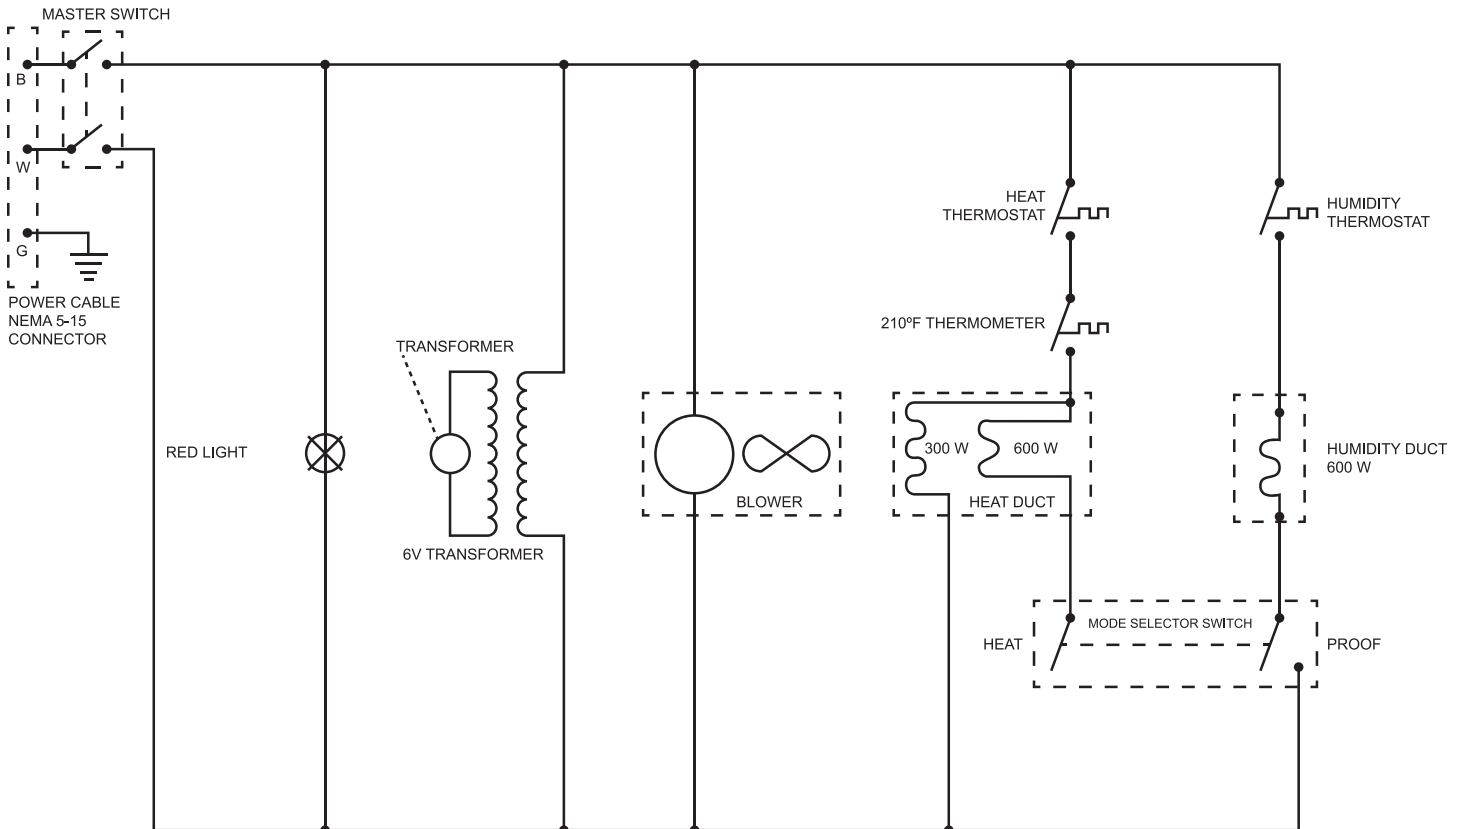 MASTER SWITCH
B
W
G
POWER CABLE
NEMA 5-15
CONNECTOR
RED LIGHT
TRANSFORMER
6V TRANSFORMER
BLOWER
HEAT
THERMOSTAT
210ºF THERMOMETER
300 W
600 W
HEAT DUCT
HUMIDITY
THERMOSTAT
HUMIDITY DUCT
600 W
MODE SELECTOR SWITCH
HEAT
PROOF